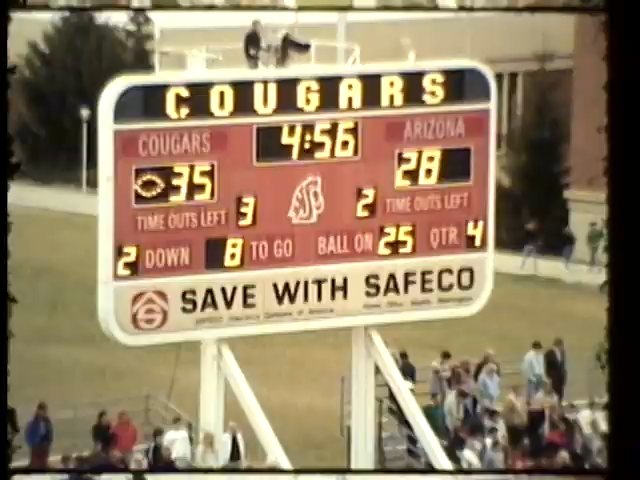 COUGARS
COUGARS 4:56 ARIZONA
35 28
TIME OUTS LEFT 3 WSU 2 TIME OUTS LEFT
2 DOWN 8 TO GO BALL ON 25 QTR 4
SAVE WITH SAFECO